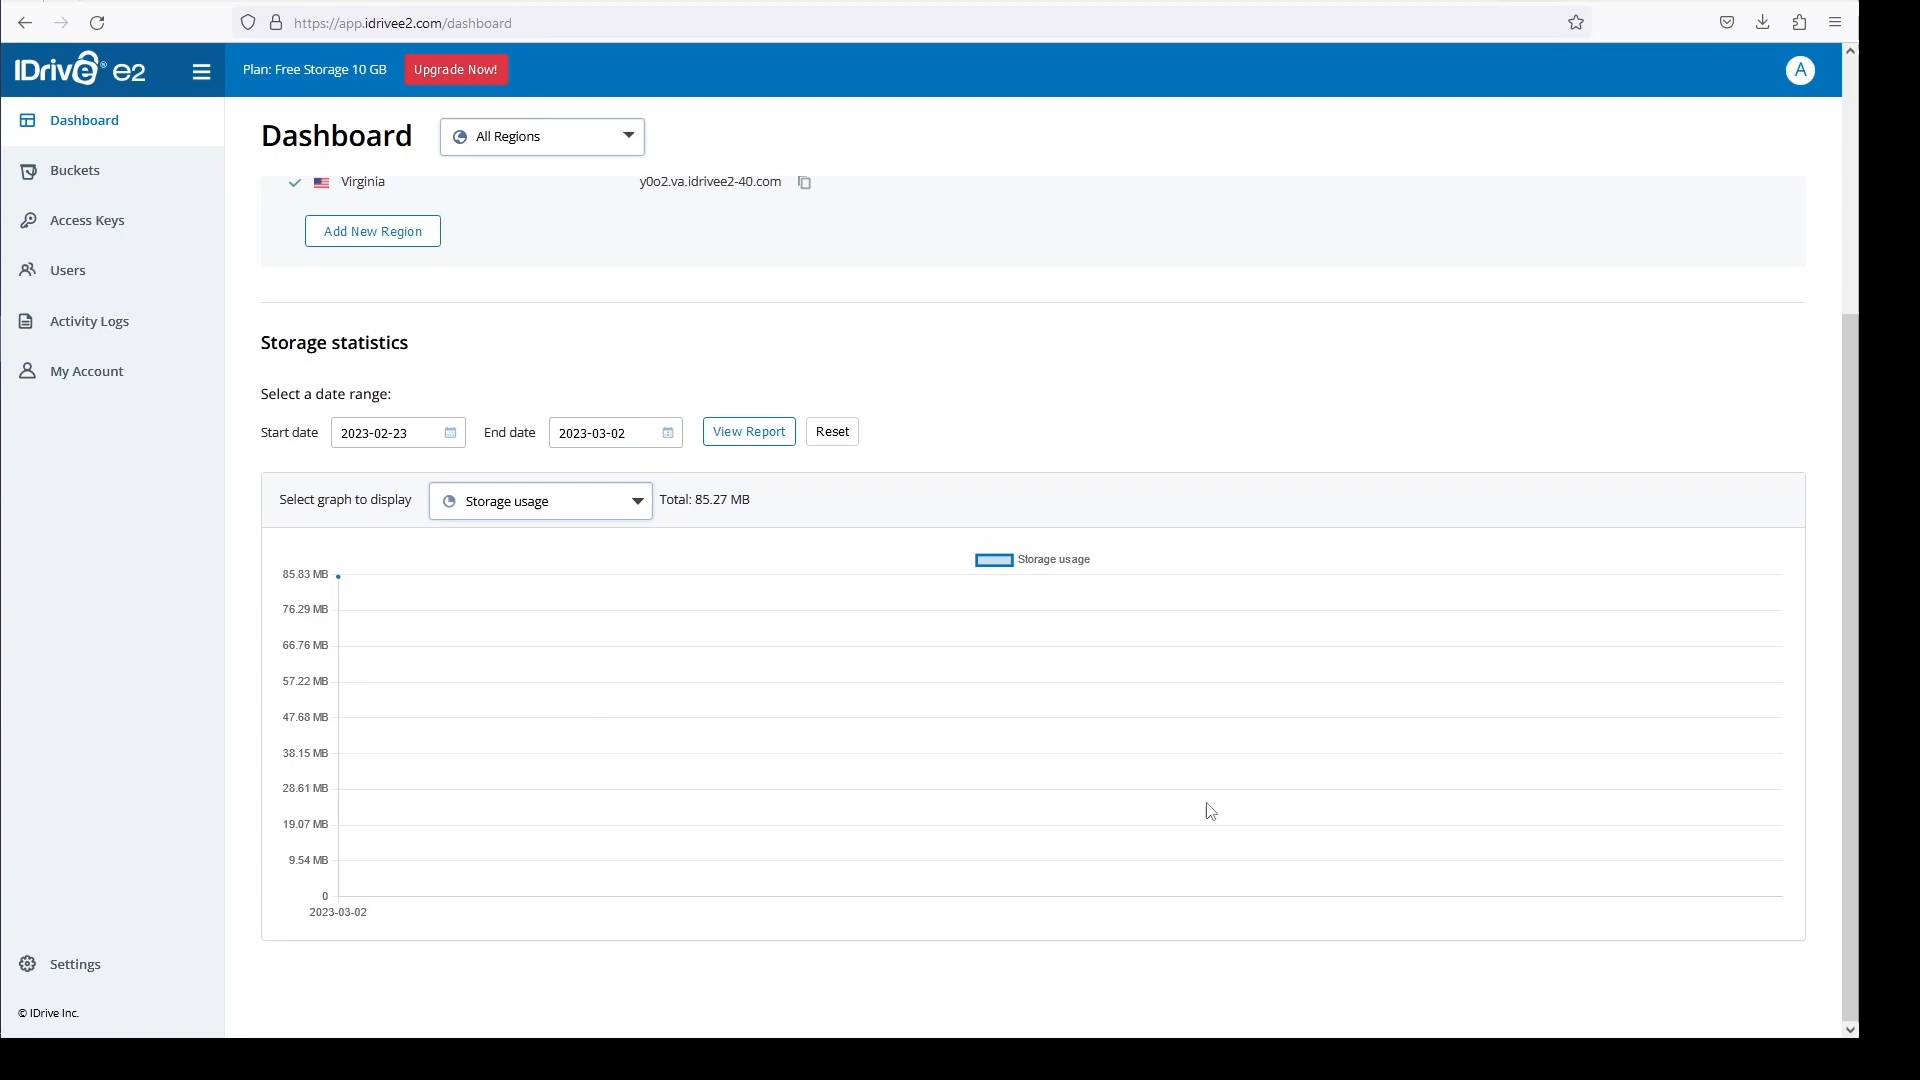 https://app.idrivee2.com/dashboard
IDrive® e2
Plan: Free Storage 10 GB
Upgrade Now!
A
Dashboard
Buckets
Access Keys
Users
Activity Logs
My Account
Settings
© IDrive Inc.
Dashboard
All Regions
Virginia
y0o2.va.idrivee2-40.com
Add New Region
Storage statistics
Select a date range:
Start date 2023-02-23 End date 2023-03-02 View Report Reset
Select graph to display Storage usage Total: 85.27 MB
Storage usage
85.83 MB
76.29 MB
66.76 MB
57.22 MB
47.68 MB
38.15 MB
28.61 MB
19.07 MB
9.54 MB
0
2023-03-02